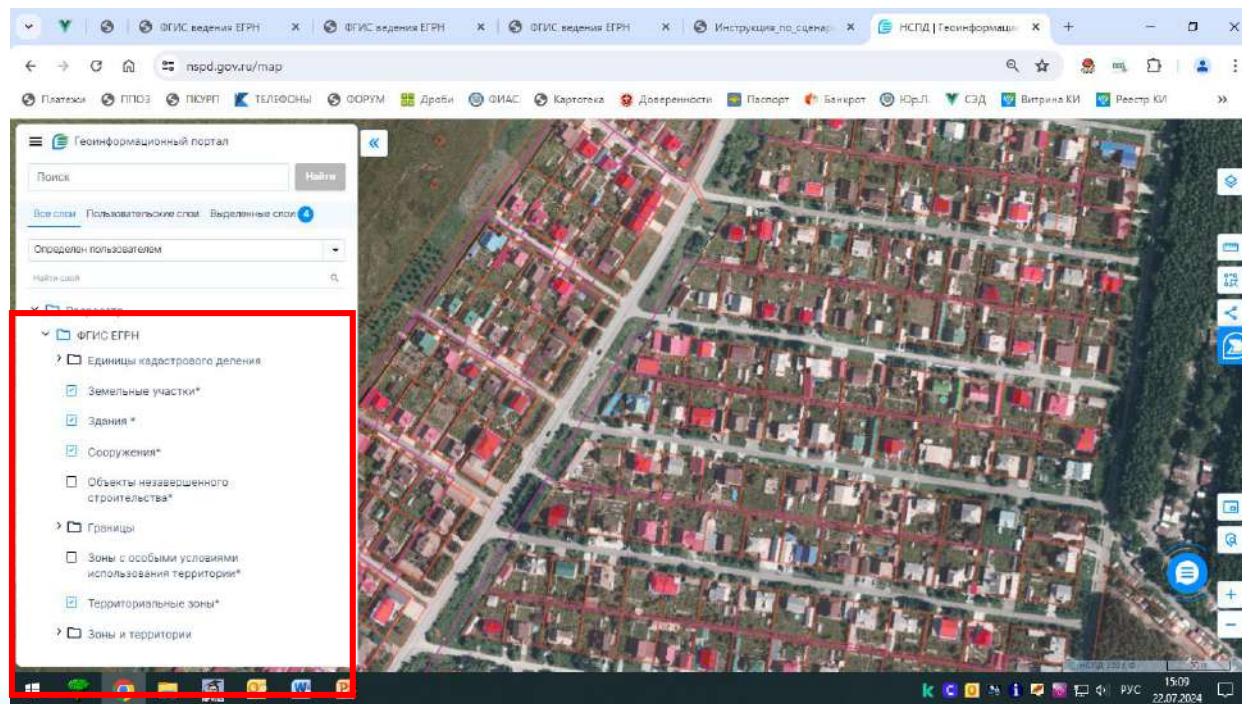 ФГИС ведения ЕГРН
ФГИС ведения ЕГРН
ФГИС ведения ЕГРН
Инструкция_по_сценар
НСПД | Геоинформаци
nspd.gov.ru/map
Платежи ППОЗ ПКУРП ТЕЛЕФОНЫ ФОРУМ Дроби ФИАС Картотека Доверенности Паспорт Банкрот Юр.Л. СЭД Витрина КИ Реестр КИ
Геоинформационный портал
Поиск
Найти
Все слои Пользовательские слои Выделенные слои 4
Определен пользователем
Найти слой
ФГИС ЕГРН
Единицы кадастрового деления
Земельные участки*
Здания *
Сооружения*
Объекты незавершенного
строительства*
Границы
Зоны с особыми условиями
использования территории*
Территориальные зоны*
Зоны и территории
РУС
15:09
22.07.2024